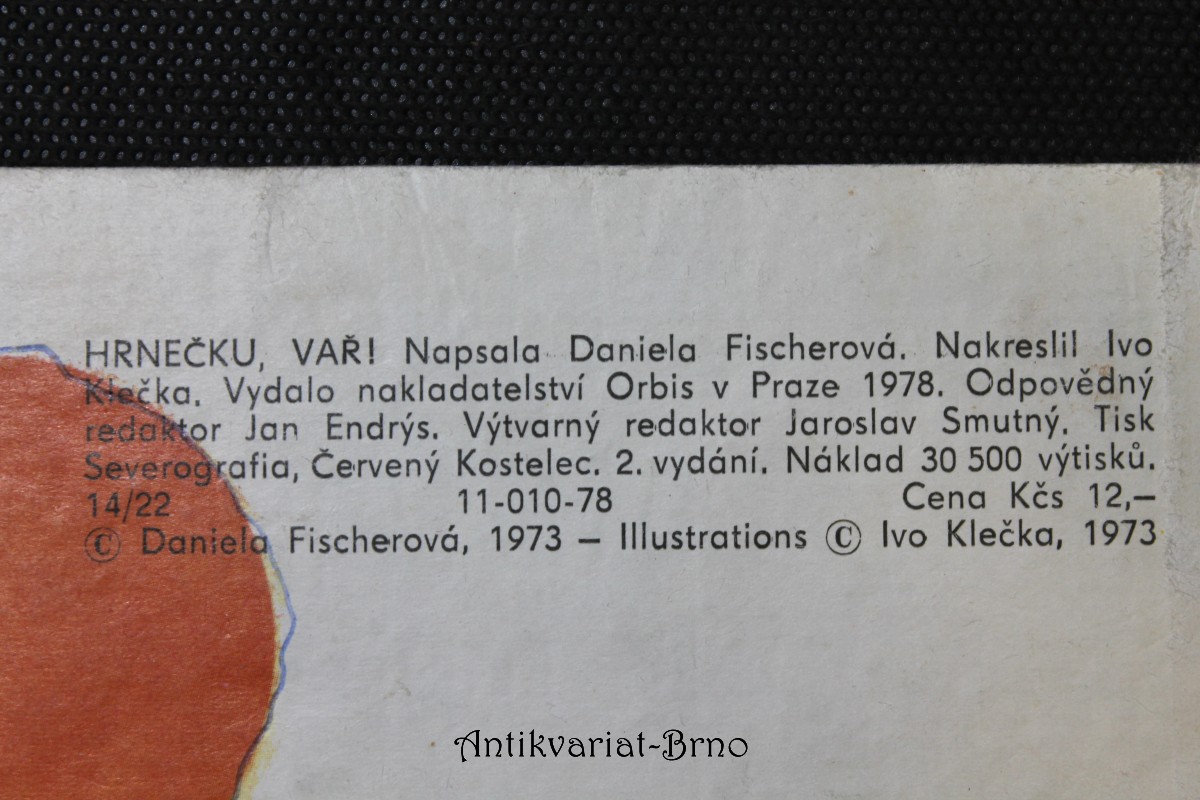 HRNEČKU, VAŘ! Napsala Daniela Fischerová. Nakreslil Ivo
Klečka. Vydalo nakladatelství Orbis v Praze 1978. Odpovědný
redaktor Jan Endrýs. Výtvarný redaktor Jaroslav Smutný. Tisk
Severografia, Červený Kostelec. 2. vydání. Náklad 30 500 výtisků.
14/22 11-010-78 Cena Kčs 12,—
© Daniela Fischerová, 1973 — Illustrations © Ivo Klečka, 1973
Antikvariat-Brno